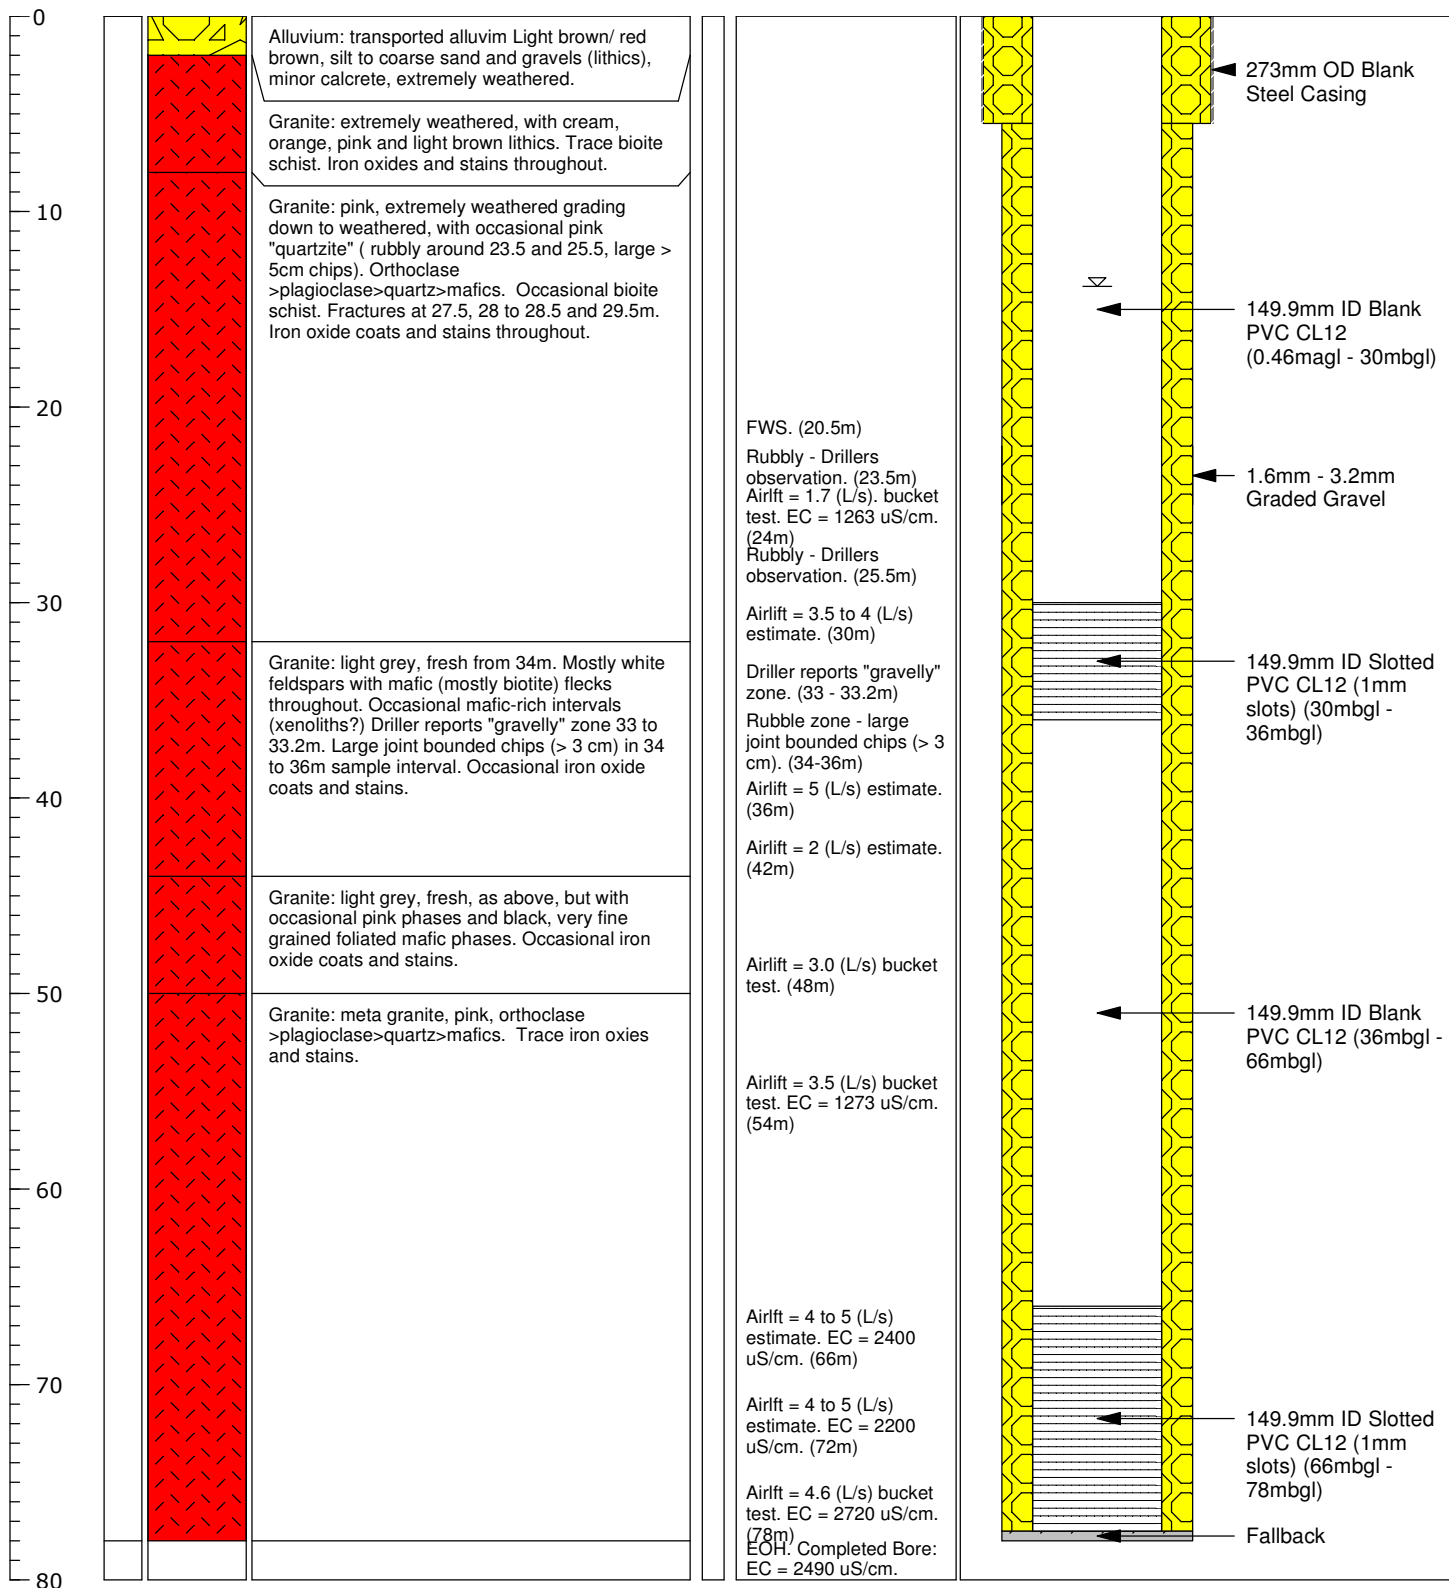 0
10
20
30
40
50
60
70
80
Alluvium: transported alluvim Light brown/ red
brown, silt to coarse sand and gravels (lithics),
minor calcrete, extremely weathered.
Granite: extremely weathered, with cream,
orange, pink and light brown lithics. Trace bioite
schist. Iron oxides and stains throughout.
Granite: pink, extremely weathered grading
down to weathered, with occasional pink
"quartzite" ( rubbly around 23.5 and 25.5, large >
5cm chips). Orthoclase
>plagioclase>quartz>mafics. Occasional bioite
schist. Fractures at 27.5, 28 to 28.5 and 29.5m.
Iron oxide coats and stains throughout.
Granite: light grey, fresh from 34m. Mostly white
feldspars with mafic (mostly biotite) flecks
throughout. Occasional mafic-rich intervals
(xenoliths?) Driller reports "gravelly" zone 33 to
33.2m. Large joint bounded chips (> 3 cm) in 34
to 36m sample interval. Occasional iron oxide
coats and stains.
Granite: light grey, fresh, as above, but with
occasional pink phases and black, very fine
grained foliated mafic phases. Occasional iron
oxide coats and stains.
Granite: meta granite, pink, orthoclase
>plagioclase>quartz>mafics. Trace iron oxies
and stains.
FWS. (20.5m)
Rubbly - Drillers
observation. (23.5m)
Airlft = 1.7 (L/s). bucket
test. EC = 1263 uS/cm.
(24m)
Rubbly - Drillers
observation. (25.5m)
Airlift = 3.5 to 4 (L/s)
estimate. (30m)
Driller reports "gravelly"
zone. (33 - 33.2m)
Rubble zone - large
joint bounded chips (> 3
cm). (34-36m)
Airlift = 5 (L/s) estimate.
(36m)
Airlift = 2 (L/s) estimate.
(42m)
Airlift = 3.0 (L/s) bucket
test. (48m)
Airlift = 3.5 (L/s) bucket
test. EC = 1273 uS/cm.
(54m)
Airlft = 4 to 5 (L/s)
estimate. EC = 2400
uS/cm. (66m)
Airlft = 4 to 5 (L/s)
estimate. EC = 2200
uS/cm. (72m)
Airlft = 4.6 (L/s) bucket
test. EC = 2720 uS/cm.
(78m)
EOH. Completed Bore:
EC = 2490 uS/cm.
273mm OD Blank
Steel Casing
149.9mm ID Blank
PVC CL12
(0.46magl - 30mbgl)
1.6mm - 3.2mm
Graded Gravel
149.9mm ID Slotted
PVC CL12 (1mm
slots) (30mbgl -
36mbgl)
149.9mm ID Blank
PVC CL12 (36mbgl -
66mbgl)
149.9mm ID Slotted
PVC CL12 (1mm
slots) (66mbgl -
78mbgl)
Fallback